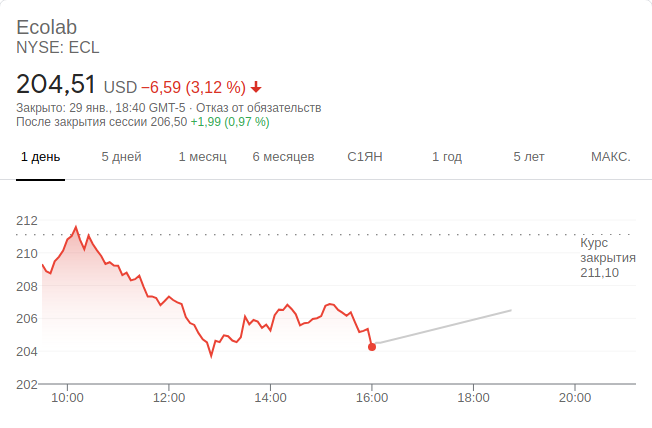 Ecolab
NYSE: ECL
204,51 USD −6,59 (3,12 %)
Закрыто: 29 янв., 18:40 GMT-5 · Отказ от обязательств
После закрытия сессии 206,50 +1,99 (0,97 %)
1 день 5 дней 1 месяц 6 месяцев С1ЯН 1 год 5 лет МАКС.
212
210
208
206
204
202
Курс
закрытия
211,10
10:00 12:00 14:00 16:00 18:00 20:00